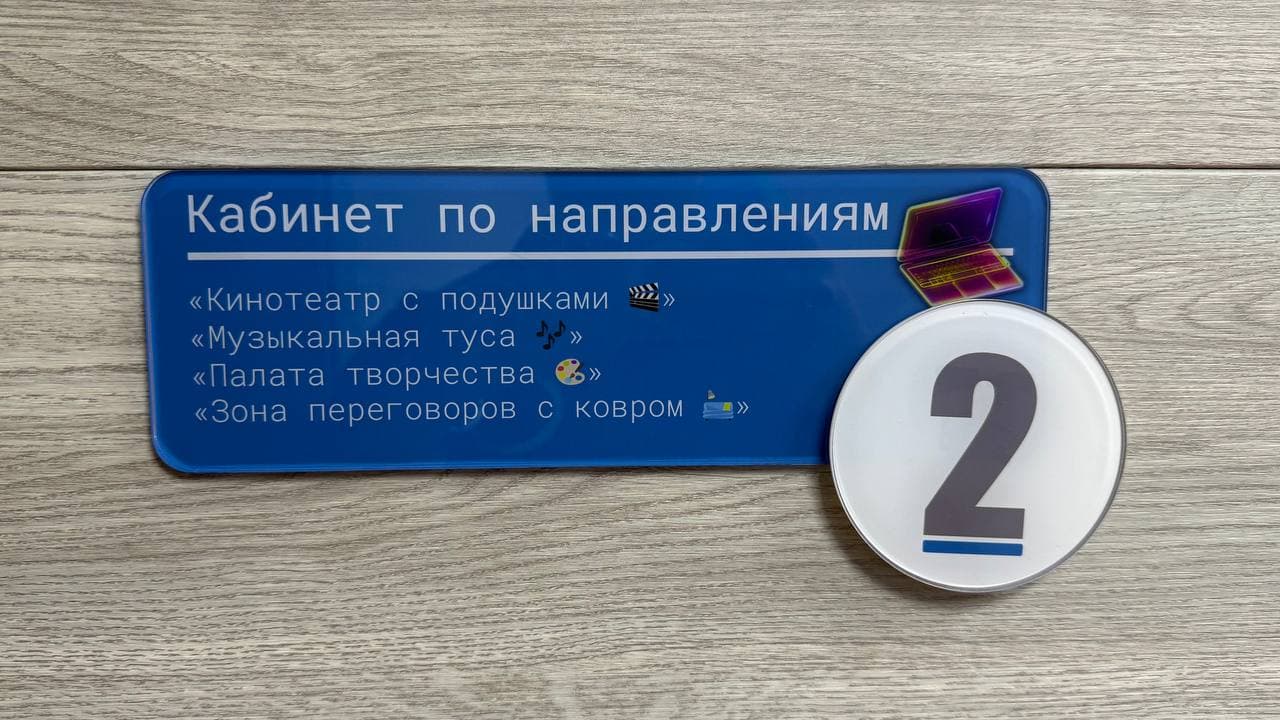 Кабинет по направлениям
«Кинотеатр с подушками 🎬»
«Музыкальная туса 🎶»
«Палата творчества 🎨»
«Зона переговоров с ковром »
2